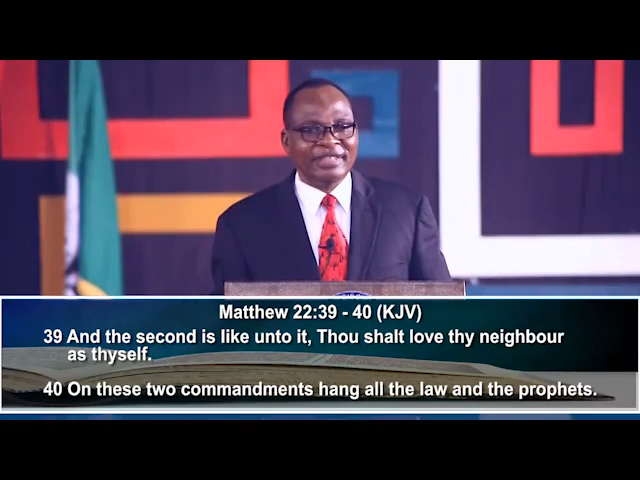 Matthew 22:39 - 40 (KJV)
39 And the second is like unto it, Thou shalt love thy neighbour
as thyself.
40 On these two commandments hang all the law and the prophets.